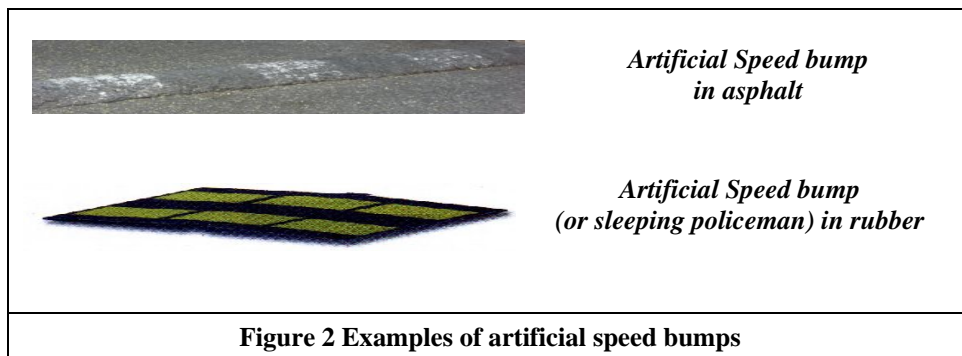 Artificial Speed bump
in asphalt
Artificial Speed bump
(or sleeping policeman) in rubber
Figure 2 Examples of artificial speed bumps